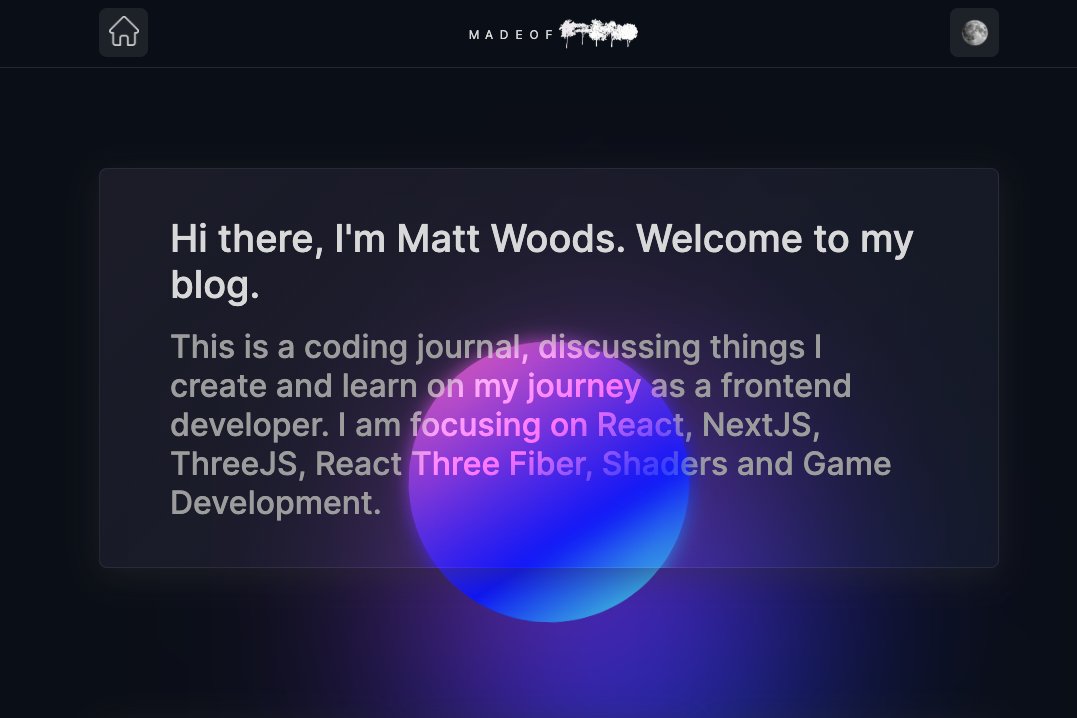 MADEOF
Hi there, I'm Matt Woods. Welcome to my
blog.
This is a coding journal, discussing things I
create and learn on my journey as a frontend
developer. I am focusing on React, NextJS,
ThreeJS, React Three Fiber, Shaders and Game
Development.